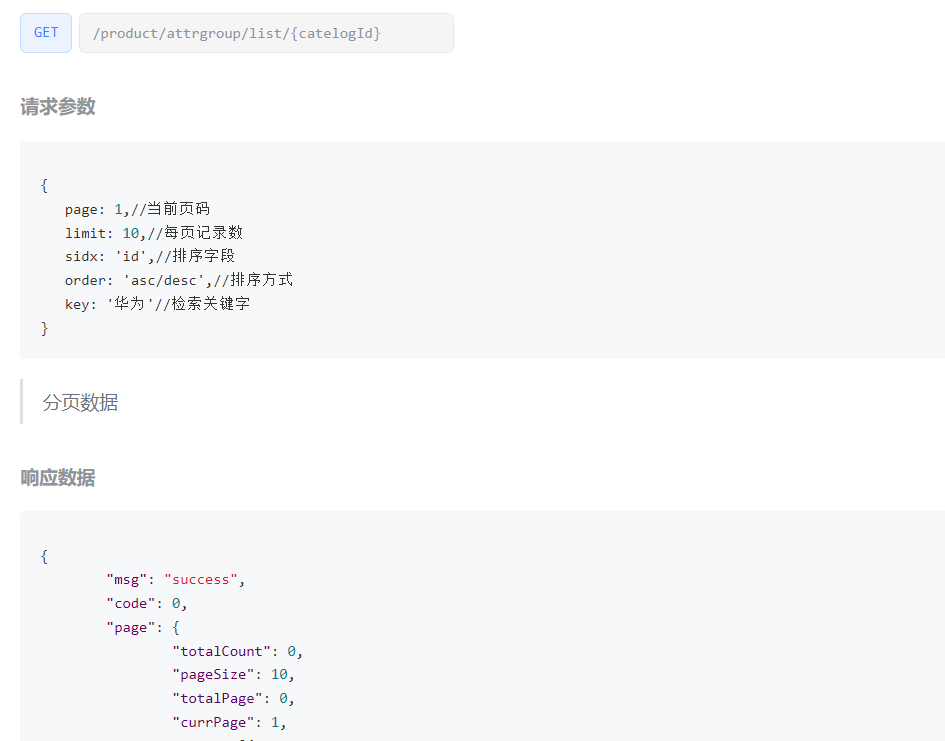 GET /product/attrgroup/list/{catelogId}
请求参数
{
page: 1,//当前页码
limit: 10,//每页记录数
sidx: 'id',//排序字段
order: 'asc/desc',//排序方式
key: '华为'//检索关键字
}
分页数据
响应数据
{
"msg": "success",
"code": 0,
"page": {
"totalCount": 0,
"pageSize": 10,
"totalPage": 0,
"currPage": 1,